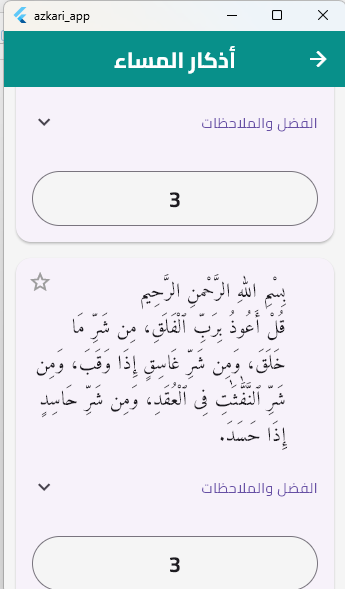 azkari_app
أذكار المساء
الفضل والملاحظات
3
بِسْمِ اللهِ الرَّحْمنِ الرَّحِيم
قُلْ أَعُوذُ بِرَبِّ ٱلْفَلَقِ، مِن شَرِّ مَا
خَلَقَ، وَمِن شَرِّ غَاسِقٍ إِذَا وَقَبَ، وَمِن
شَرِّ ٱلنَّفَّٰثَٰتِ فِى ٱلْعُقَدِ، وَمِن شَرِّ حَاسِدٍ
إِذَا حَسَدَ.
الفضل والملاحظات
3